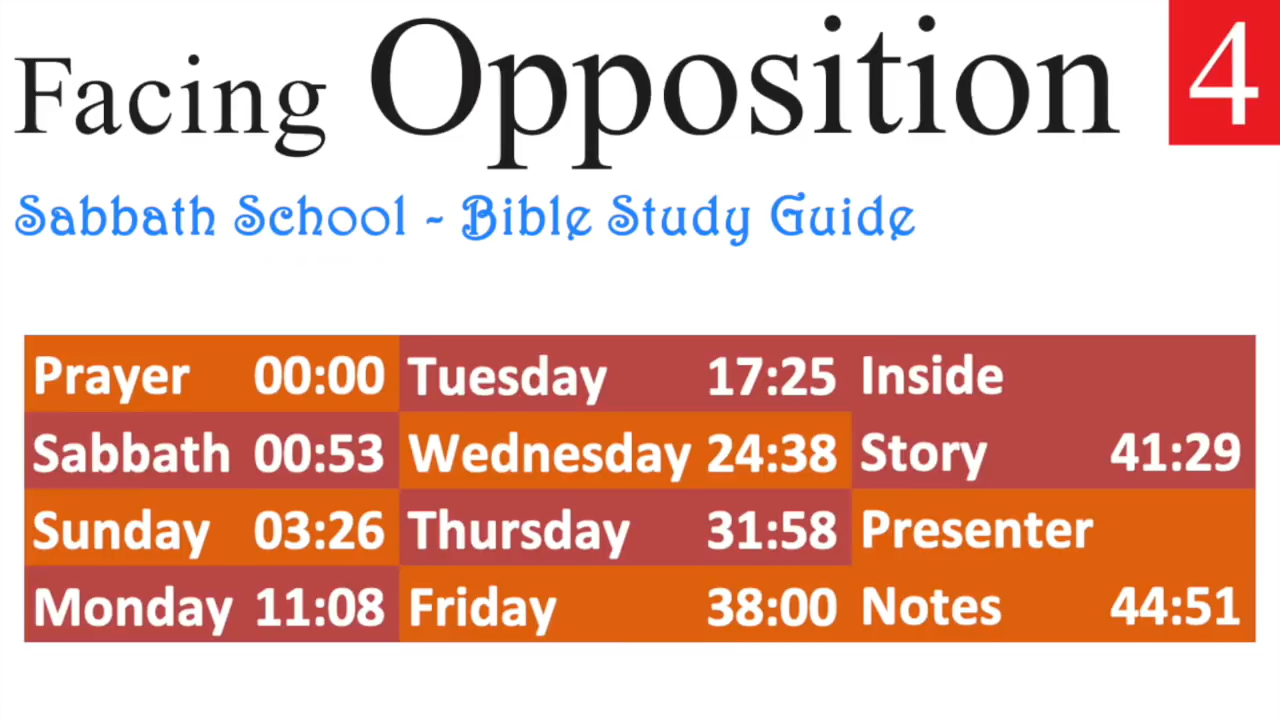 Facing Opposition 4
Sabbath School - Bible Study Guide
Prayer 00:00 Tuesday 17:25 Inside
Sabbath 00:53 Wednesday 24:38 Story 41:29
Sunday 03:26 Thursday 31:58 Presenter
Monday 11:08 Friday 38:00 Notes 44:51